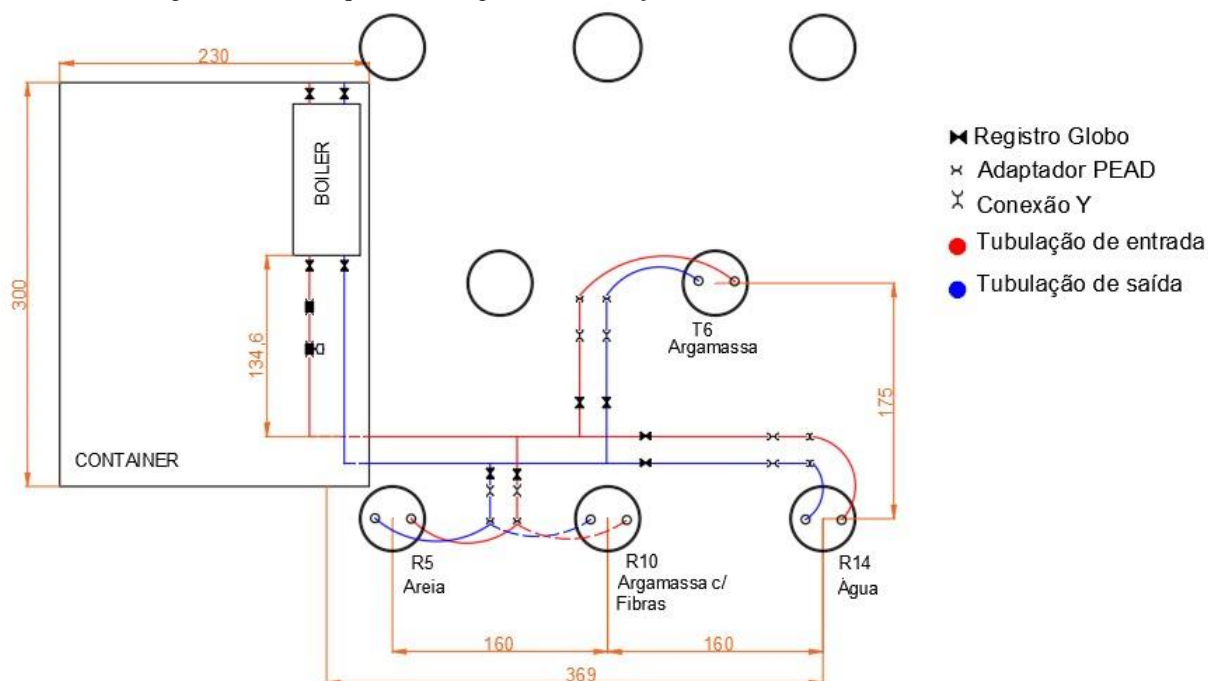 230
300
BOILER
134,6
CONTAINER
Registro Globo
Adaptador PEAD
Conexão Y
Tubulação de entrada
Tubulação de saída
T6
Argamassa
175
R5
Areia
R10
Argamassa c/
Fibras
R14
Água
160
160
369